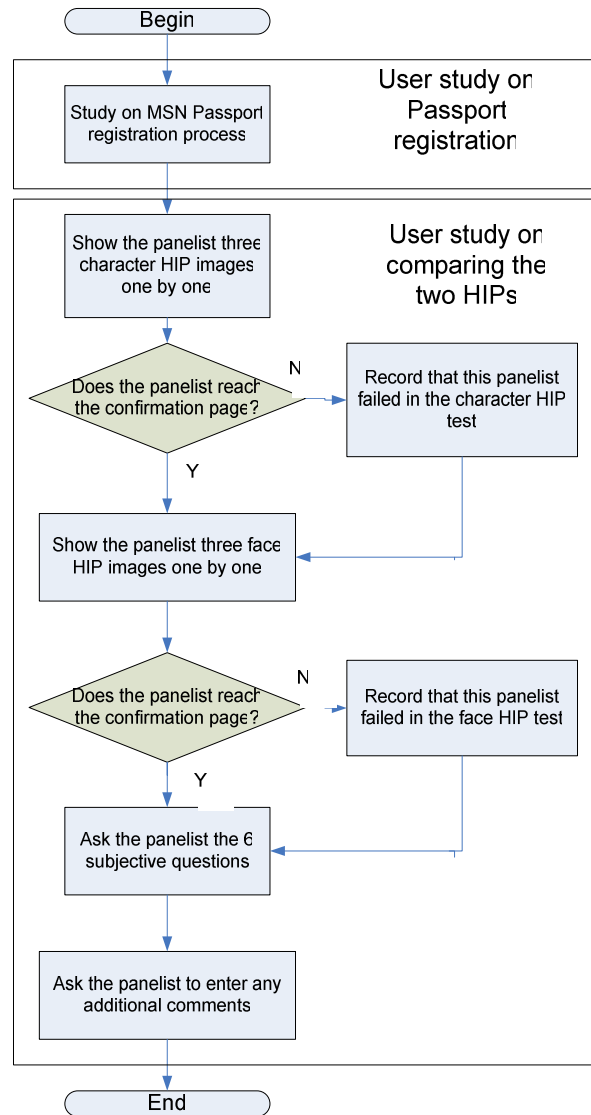 Begin
User study on
Passport
registration
Study on MSN Passport
registration process
User study on
comparing the
two HIPs
Show the panelist three
character HIP images
one by one
Does the panelist reach
the confirmation page?
N
Record that this panelist
failed in the character HIP
test
Y
Show the panelist three face
HIP images one by one
Does the panelist reach
the confirmation page?
N
Record that this panelist
failed in the face HIP test
Y
Ask the panelist the 6
subjective questions
Ask the panelist to enter any
additional comments
End